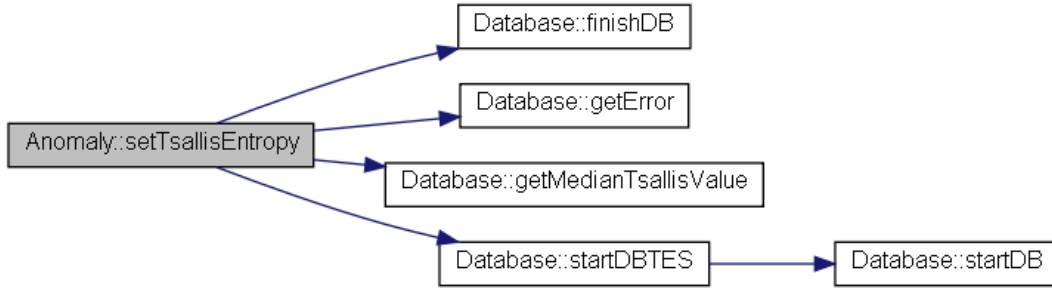 Database::finishDB
Database::getError
Anomaly::setTsallisEntropy
Database::getMedianTsallisValue
Database::startDBTES
Database::startDB